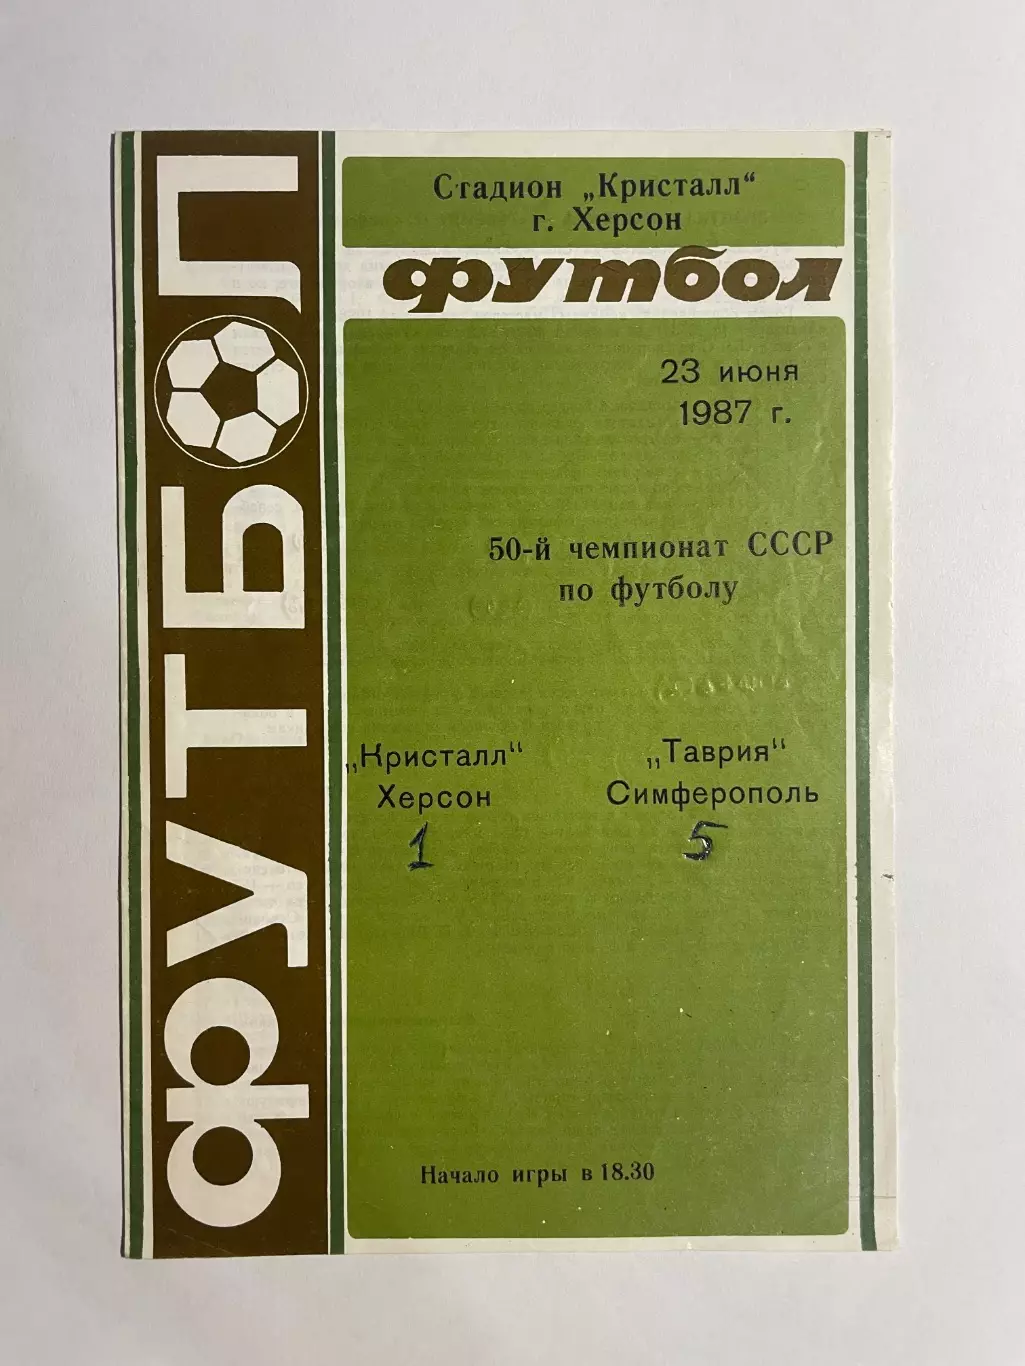 ФУТБОЛ
Стадион „Кристалл“
г. Херсон
футбол
23 июня
1987 г.
50-й чемпионат СССР
по футболу
„Кристалл“
Херсон
1
„Таврия“
Симферополь
5
Начало игры в 18.30